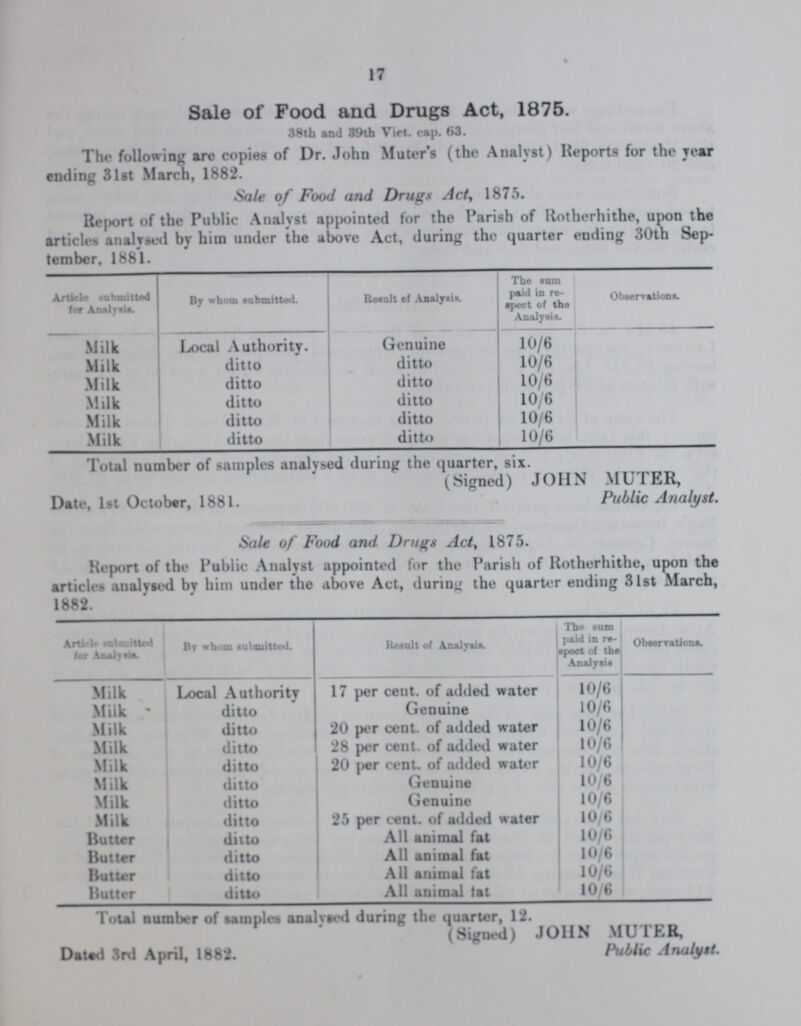 17
Sale of Food and Drugs Act, 1875.
38th and 39th Vict. cap. 63.
The following are copies of Dr. John Muter's (the Analyst) Reports for the year
ending 31st March, 1882.
Sale of Food and Drugs Act, 1875.
Report of the Public Analyst appointed for the Parish of Rotherhithe, upon the
articles analysed by him under the above Act, during the quarter ending 30th Sep-
tember, 1881.
Article submitted for Analysis. By whom submitted. Result of Analysis. The sum paid in re- spect of the Analysis. Observations.
Milk Local Authority. Genuine 10/6
Milk ditto ditto 10/6
Milk ditto ditto 10/6
Milk ditto ditto 10/6
Milk ditto ditto 10/6
Milk ditto ditto 10/6
Total number of samples analysed during the quarter, six.
(Signed) JOHN MUTER,
Date, 1st October, 1881. Public Analyst.
Sale of Food and Drugs Act, 1875.
Report of the Public Analyst appointed for the Parish of Rotherhithe, upon the
articles analysed by him under the above Act, during the quarter ending 31st March,
1882.
Article submitted for Analysis. By whom submitted. Result of Analysis. The sum paid in re- spect of the Analysis Observations.
Milk Local Authority 17 per cent. of added water 10/6
Milk ditto Genuine 10/6
Milk ditto 20 per cent. of added water 10/6
Milk ditto 28 per cent. of added water 10/6
Milk ditto 20 per cent. of added water 10/6
Milk ditto Genuine 10/6
Milk ditto Genuine 10/6
Milk ditto 25 per cent. of added water 10/6
Butter ditto All animal fat 10/6
Butter ditto All animal fat 10/6
Butter ditto All animal fat 10/6
Butter ditto All animal fat 10/6
Total number of samples analysed during the quarter, 12.
(Signed) JOHN MUTER,
Dated 3rd April, 1882. Public Analyst.